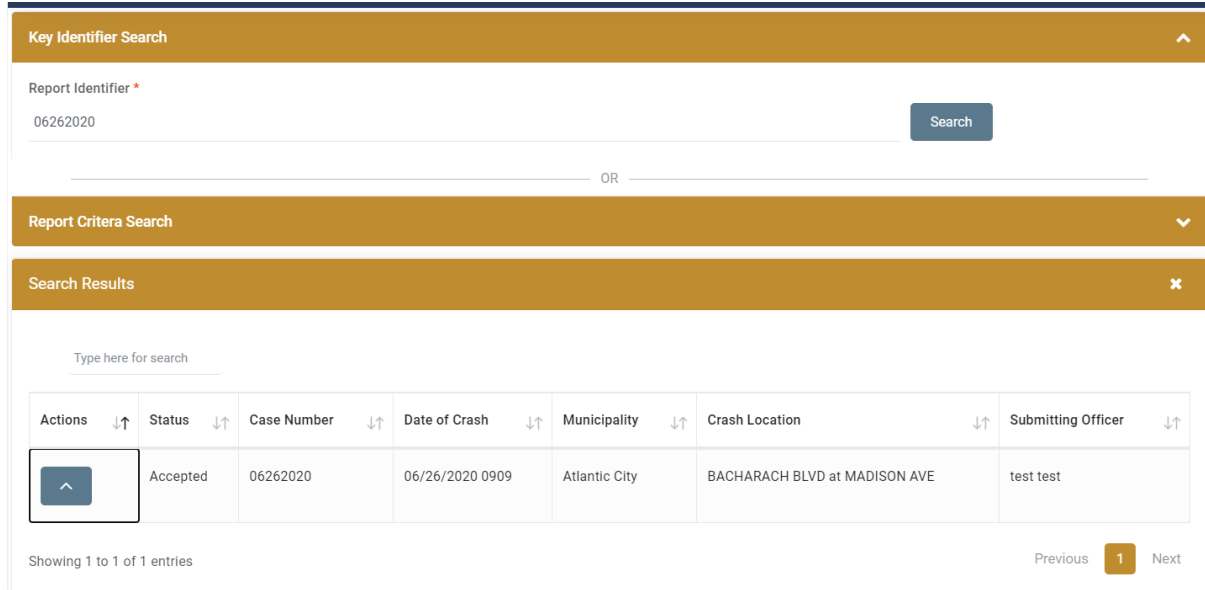 Key Identifier Search
Report Identifier *
06262020
Search
OR
Report Critera Search
Search Results
Type here for search
Actions Status Case Number Date of Crash Municipality Crash Location Submitting Officer
Accepted 06262020 06/26/2020 0909 Atlantic City BACHARACH BLVD at MADISON AVE test test
Showing 1 to 1 of 1 entries Previous 1 Next